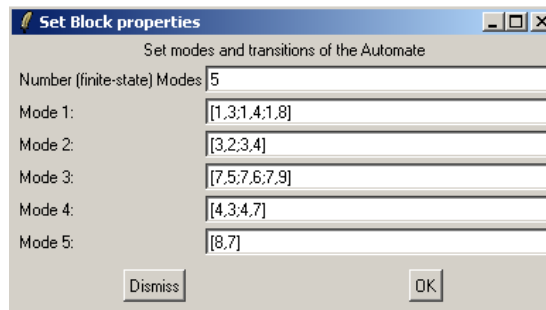 Set Block properties
Set modes and transitions of the Automate
Number (finite-state) Modes 5
Mode 1: [1,3;1,4;1,8]
Mode 2: [3,2;3,4]
Mode 3: [7,5;7,6;7,9]
Mode 4: [4,3;4,7]
Mode 5: [8,7]
Dismiss OK